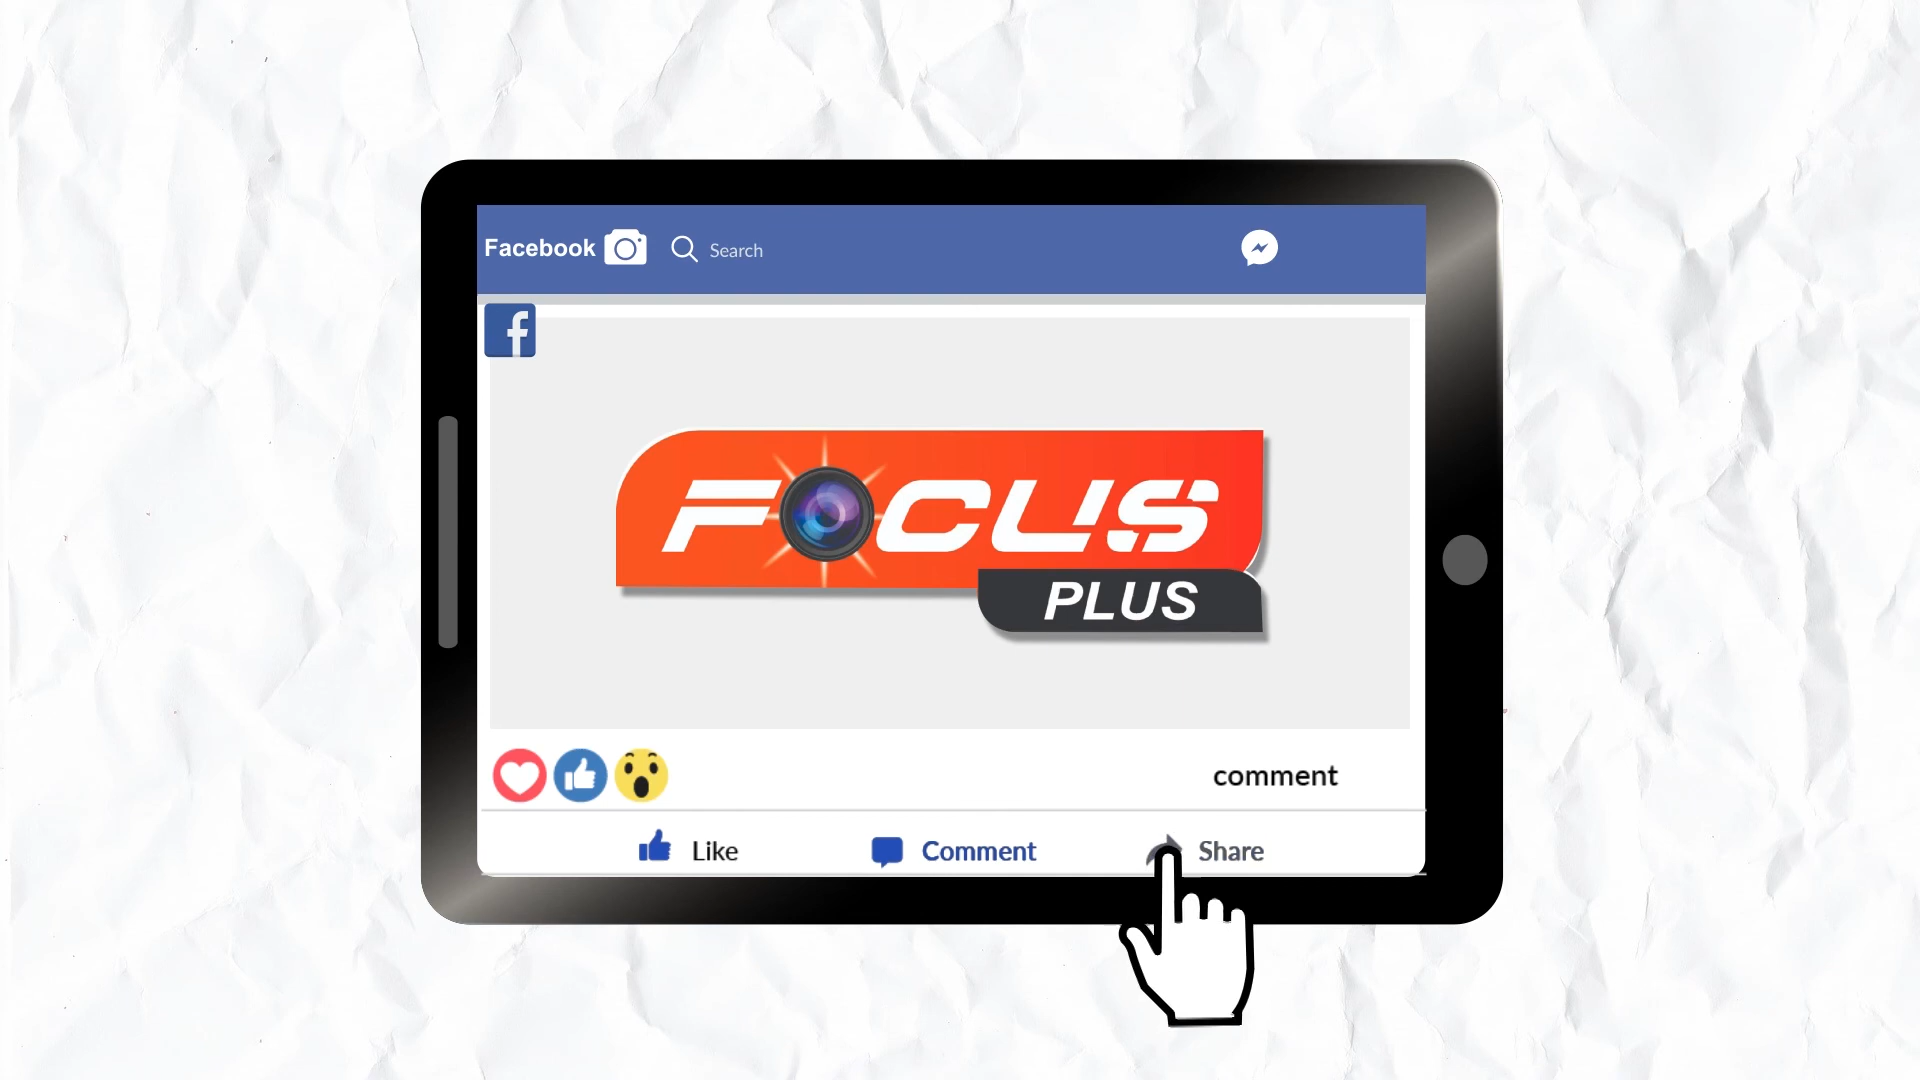 Facebook
Search
FOCUS
PLUS
comment
Like
Comment
Share